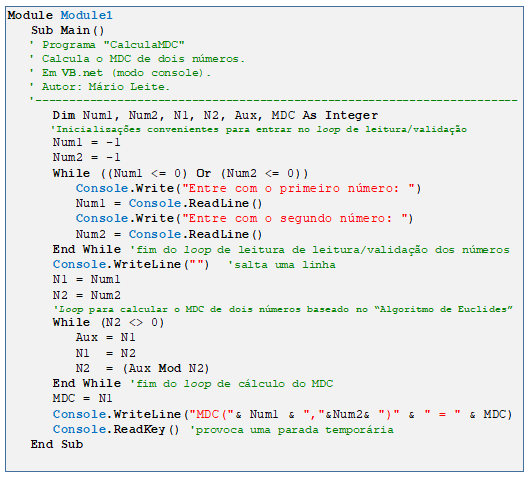 Module Module1
Sub Main()
' Programa "CalculaMDC"
' Calcula o MDC de dois números.
' Em VB.net (modo console).
' Autor: Mário Leite.
'-------------------------------------------------------------------
Dim Num1, Num2, N1, N2, Aux, MDC As Integer
'Inicializações convenientes para entrar no loop de leitura/validação
Num1 = -1
Num2 = -1
While ((Num1 <= 0) Or (Num2 <= 0))
Console.Write("Entre com o primeiro número: ")
Num1 = Console.ReadLine()
Console.Write("Entre com o segundo número: ")
Num2 = Console.ReadLine()
End While 'fim do loop de leitura de leitura/validação dos números
Console.WriteLine("") 'salta uma linha
N1 = Num1
N2 = Num2
'Loop para calcular o MDC de dois números baseado no “Algoritmo de Euclides”
While (N2 <> 0)
Aux = N1
N1 = N2
N2 = (Aux Mod N2)
End While 'fim do loop de cálculo do MDC
MDC = N1
Console.WriteLine("MDC("& Num1 & ","&Num2& ")" & " = " & MDC)
Console.ReadKey() 'provoca uma parada temporária
End Sub